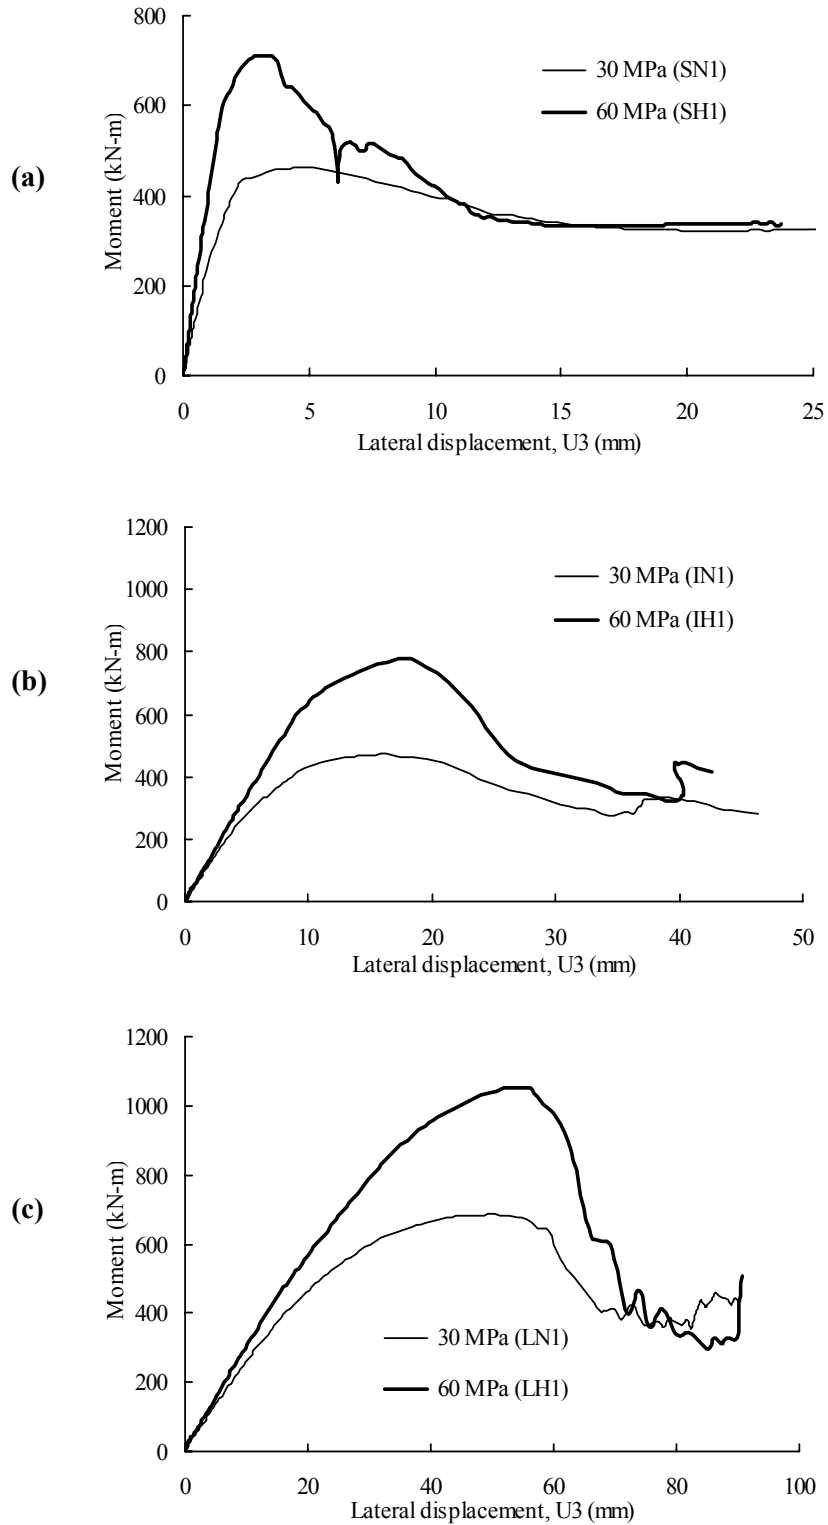 (a)
Moment (kN-m)
800
600
400
200
0
30 MPa (SN1)
60 MPa (SH1)
0 5 10 15 20 25
Lateral displacement, U3 (mm)
(b)
Moment (kN-m)
1200
1000
800
600
400
200
0
30 MPa (IN1)
60 MPa (IH1)
0 10 20 30 40 50
Lateral displacement, U3 (mm)
(c)
Moment (kN-m)
1200
1000
800
600
400
200
0
30 MPa (LN1)
60 MPa (LH1)
0 20 40 60 80 100
Lateral displacement, U3 (mm)